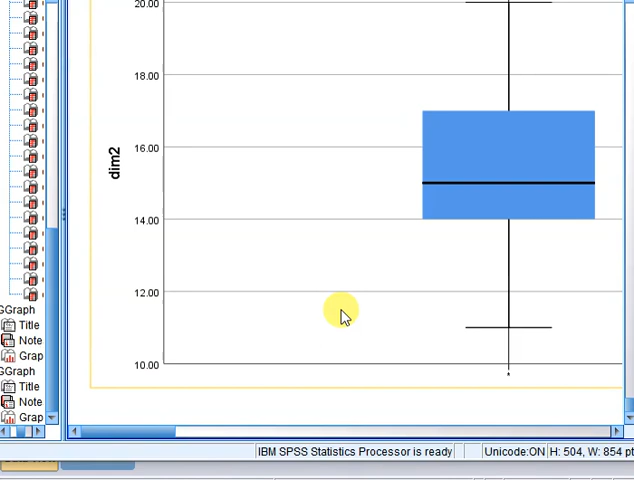 20.00
18.00
16.00
dim2
14.00
12.00
10.00
*
GGraph
Title
Note
Grap
GGraph
Title
Note
Grap
IBM SPSS Statistics Processor is ready
Unicode:ON H: 504, W: 854 pt